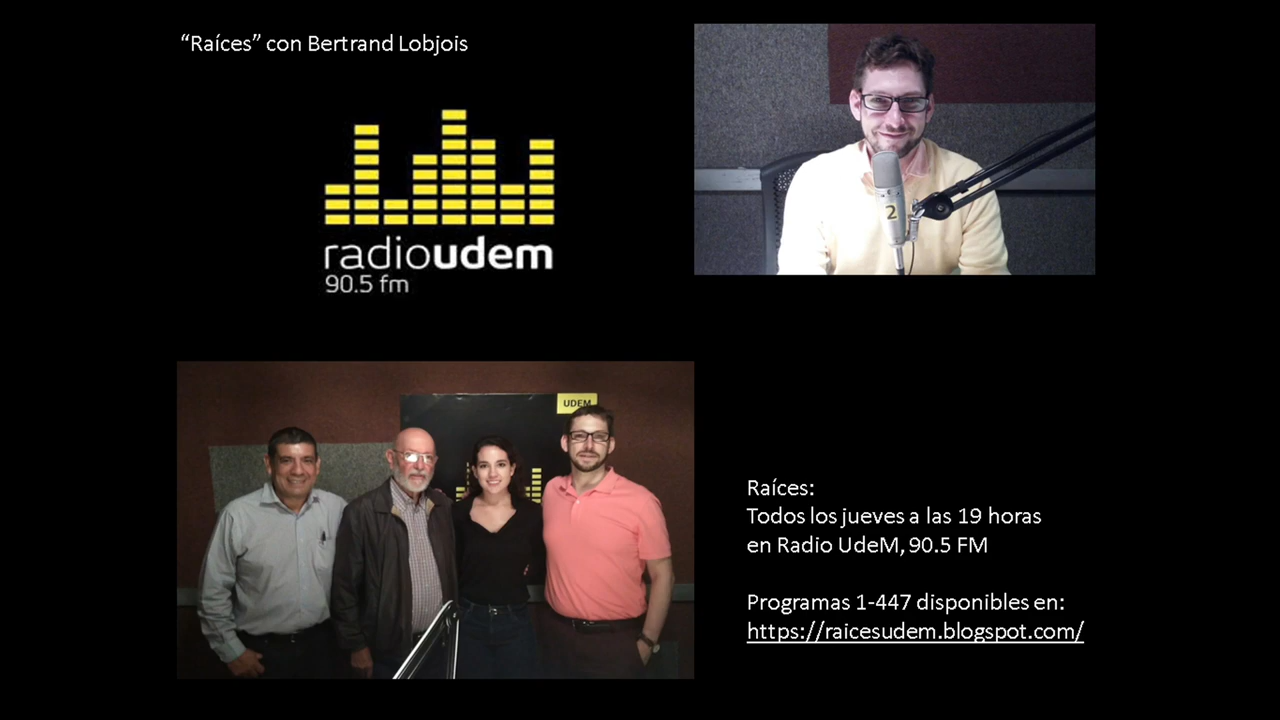 “Raíces” con Bertrand Lobjois
radioudem
90.5 fm
2
UDEM
Raíces:
Todos los jueves a las 19 horas
en Radio UdeM, 90.5 FM
Programas 1-447 disponibles en:
https://raicesudem.blogspot.com/